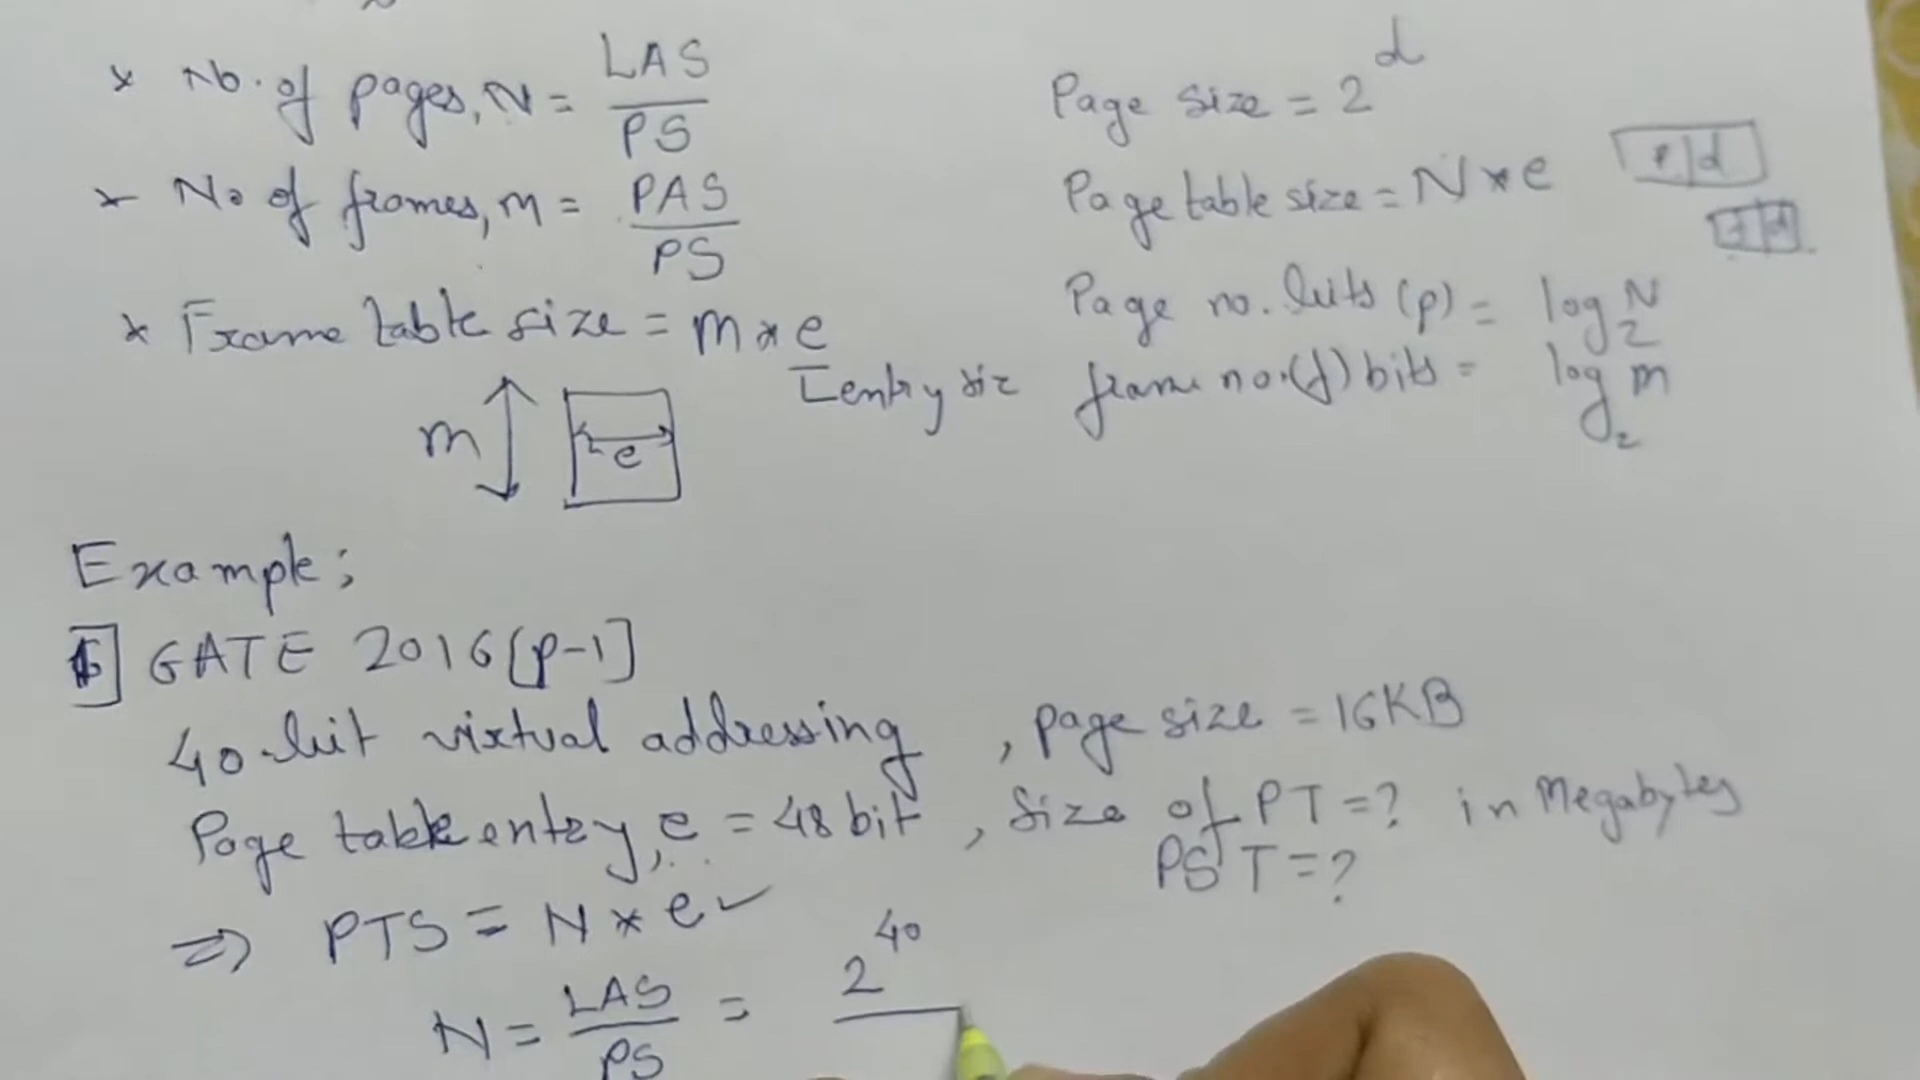 * No. of pages, N = LAS / PS
Page size = 2^d
* No of frames, m = PAS / PS
Page table size = N * e
p | d
f | d
* Frame table size = m * e
entry siz
Page no. bits (p) = log2 N
frame no. (f) bits = log2 m
m
e
Example;
GATE 2016 [p-1]
40-bit virtual addressing , page size = 16KB
Page table entry, e = 48 bit , Size of PT = ? in Megabytes
PST = ?
=> PTS = N * e ✓
N = LAS / PS = 2^40